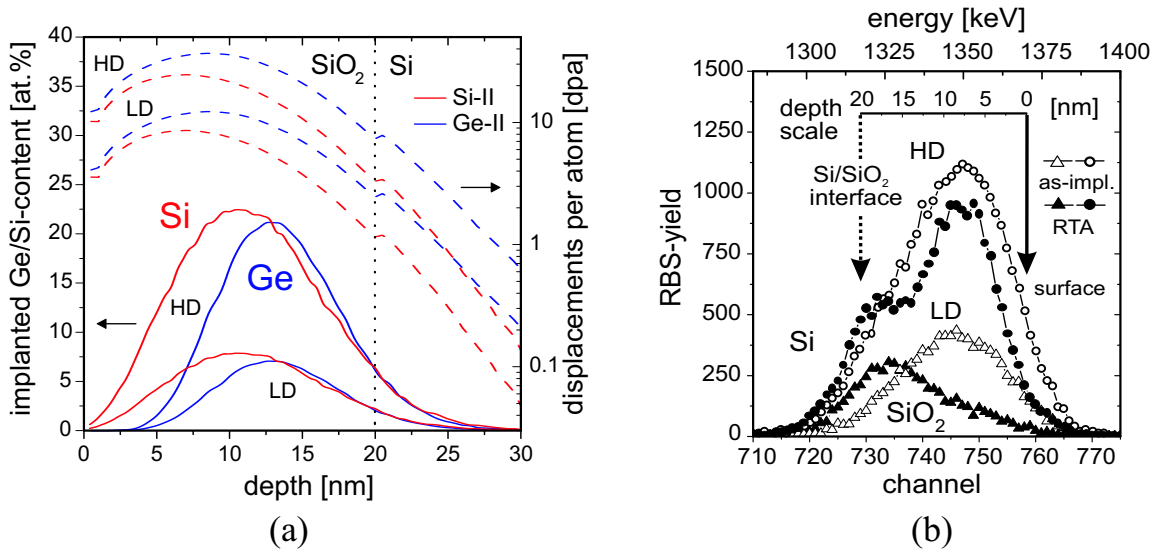 40
35
30
25
20
15
10
5
0
implanted Ge/Si-content [at.%]
HD
LD
SiO₂
Si
Si-II
Ge-II
Si
Ge
HD
LD
10
1
0.1
displacements per atom [dpa]
0 5 10 15 20 25 30
depth [nm]
(a)
energy [keV]
1300 1325 1350 1375 1400
1500
1250
1000
750
500
250
0
RBS-yield
depth
scale
20 15 10 5 0 [nm]
Si/SiO₂
interface
HD
as-impl.
RTA
surface
LD
Si
SiO₂
710 720 730 740 750 760 770
channel
(b)